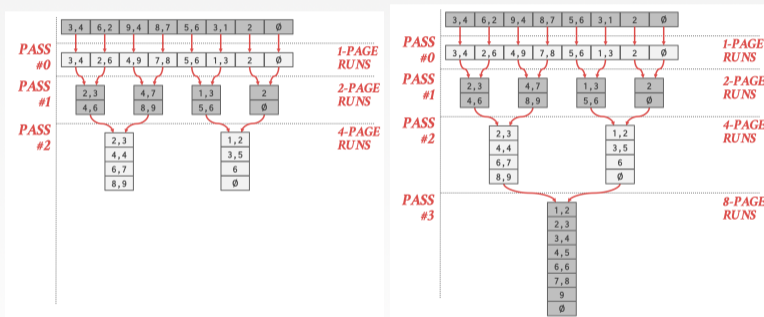 3,4 6,2 9,4 8,7 5,6 3,1 2 Ø
PASS #0
3,4 2,6 4,9 7,8 5,6 1,3 2 Ø
1-PAGE RUNS
PASS #1
2,3 4,7 1,3 2
4,6 8,9 5,6 Ø
2-PAGE RUNS
PASS #2
2,3 1,2
4,4 3,5
6,7 6
8,9 Ø
4-PAGE RUNS
3,4 6,2 9,4 8,7 5,6 3,1 2 Ø
PASS #0
3,4 2,6 4,9 7,8 5,6 1,3 2 Ø
1-PAGE RUNS
PASS #1
2,3 4,7 1,3 2
4,6 8,9 5,6 Ø
2-PAGE RUNS
PASS #2
2,3 1,2
4,4 3,5
6,7 6
8,9 Ø
4-PAGE RUNS
PASS #3
1,2
2,3
3,4
4,5
6,6
7,8
9
Ø
8-PAGE RUNS